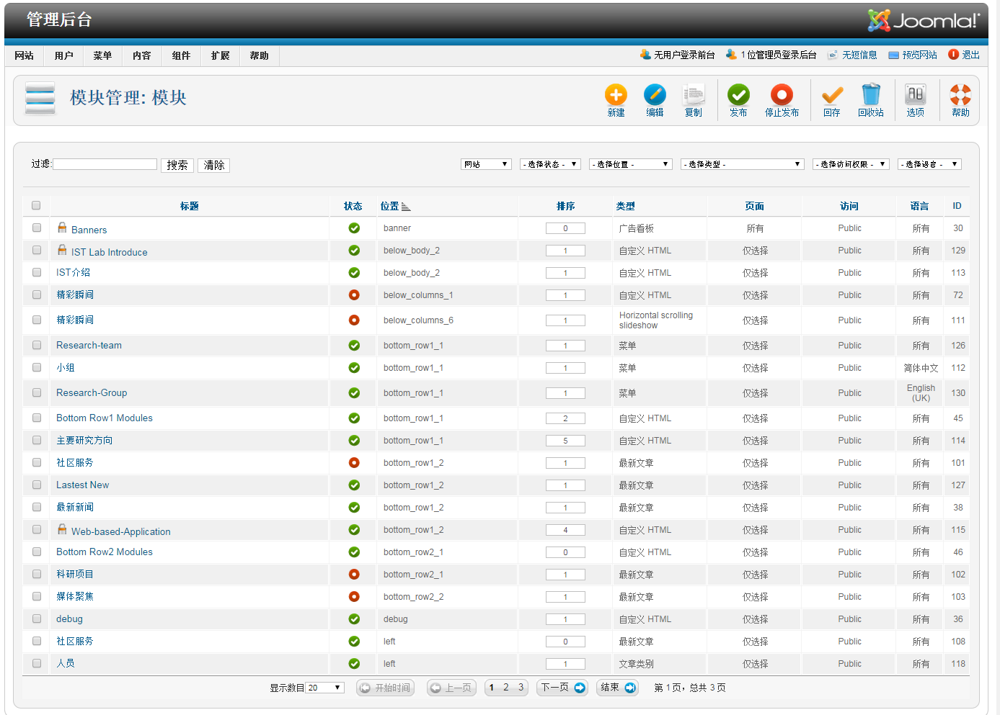 管理后台
Joomla!
网站 用户 菜单 内容 组件 扩展 帮助 无用户登录前台 1 位管理员登录后台 无短信息 预览网站 退出
模块管理: 模块
新建 编辑 复制 发布 停止发布 回存 回收站 选项 帮助
过滤: 搜索 清除 网站 - 选择状态 - - 选择位置 - - 选择类型 - - 选择访问权限 - - 选择语言 -
标题 状态 位置 排序 类型 页面 访问 语言 ID
Banners banner 0 广告看板 所有 Public 所有 30
IST Lab Introduce below_body_2 1 自定义 HTML 仅选择 Public 所有 129
IST介绍 below_body_2 1 自定义 HTML 仅选择 Public 所有 113
精彩瞬间 below_columns_1 1 自定义 HTML 仅选择 Public 所有 72
精彩瞬间 below_columns_6 1 Horizontal scrolling slideshow 仅选择 Public 所有 111
Research-team bottom_row1_1 1 菜单 仅选择 Public 所有 126
小组 bottom_row1_1 1 菜单 仅选择 Public 简体中文 112
Research-Group bottom_row1_1 1 菜单 仅选择 Public English (UK) 130
Bottom Row1 Modules bottom_row1_1 2 自定义 HTML 仅选择 Public 所有 45
主要研究方向 bottom_row1_1 5 自定义 HTML 仅选择 Public 所有 114
社区服务 bottom_row1_2 1 最新文章 仅选择 Public 所有 101
Lastest New bottom_row1_2 1 最新文章 仅选择 Public 所有 127
最新新闻 bottom_row1_2 1 最新文章 仅选择 Public 所有 38
Web-based-Application bottom_row1_2 4 自定义 HTML 仅选择 Public 所有 115
Bottom Row2 Modules bottom_row2_1 0 自定义 HTML 仅选择 Public 所有 46
科研项目 bottom_row2_1 1 最新文章 仅选择 Public 所有 102
媒体聚焦 bottom_row2_2 1 最新文章 仅选择 Public 所有 103
debug debug 1 自定义 HTML 仅选择 Public 所有 36
社区服务 left 0 最新文章 仅选择 Public 所有 108
人员 left 1 文章类别 仅选择 Public 所有 118
显示数目 20 开始时间 上一页 1 2 3 下一页 结束 第 1 页，总共 3 页